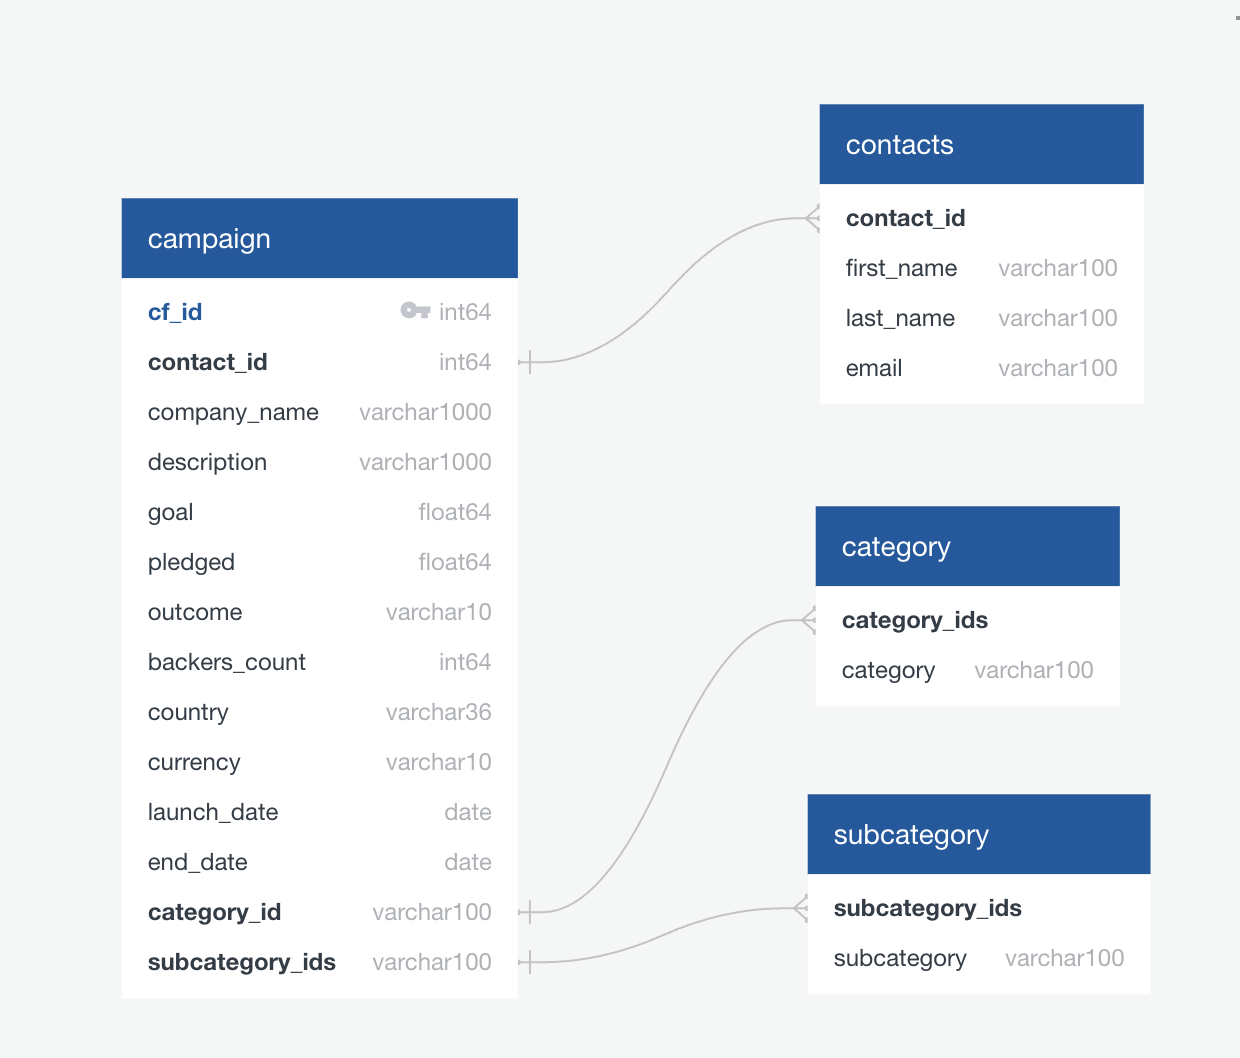 campaign
cf_id int64
contact_id int64
company_name varchar1000
description varchar1000
goal float64
pledged float64
outcome varchar10
backers_count int64
country varchar36
currency varchar10
launch_date date
end_date date
category_id varchar100
subcategory_ids varchar100
contacts
contact_id
first_name varchar100
last_name varchar100
email varchar100
category
category_ids
category varchar100
subcategory
subcategory_ids
subcategory varchar100